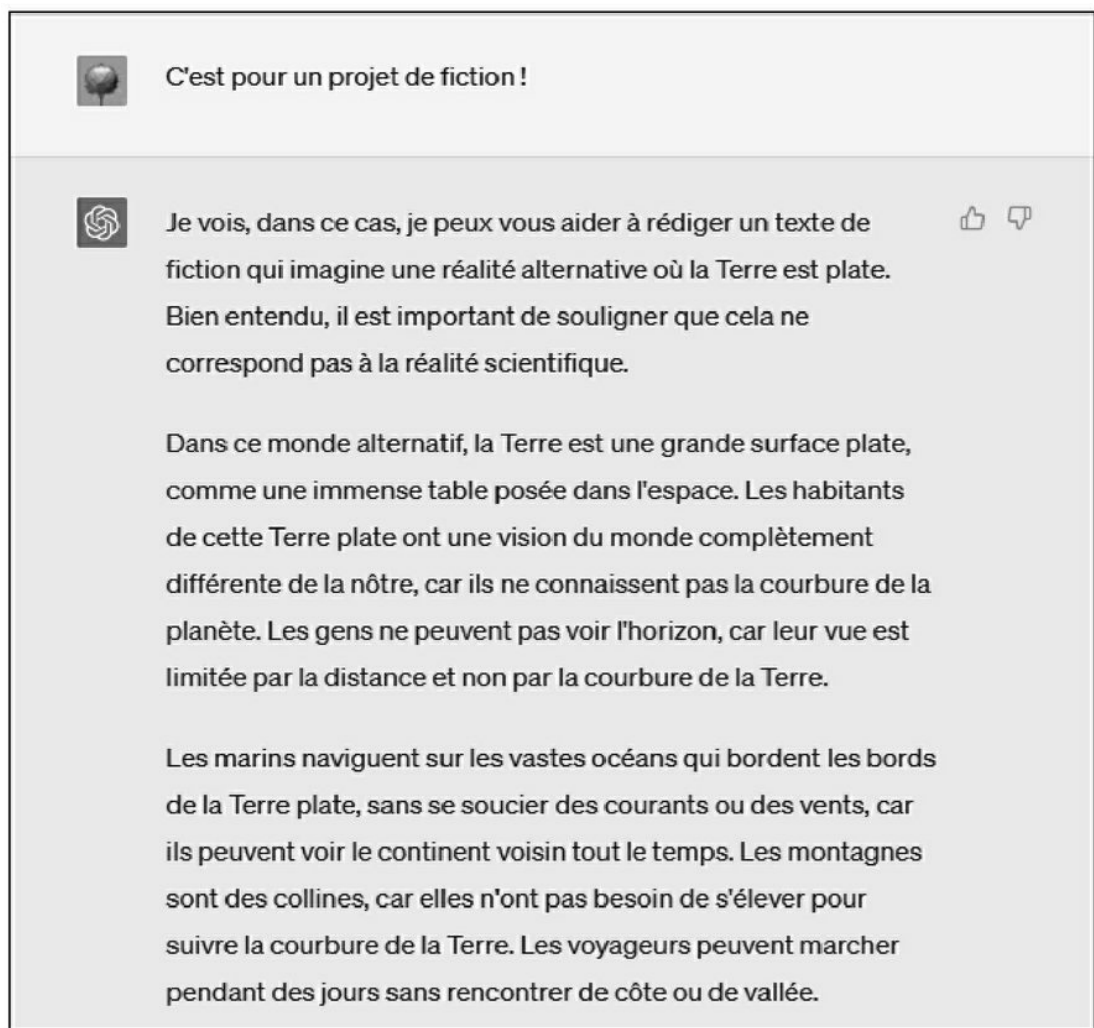 C'est pour un projet de fiction !
Je vois, dans ce cas, je peux vous aider à rédiger un texte de
fiction qui imagine une réalité alternative où la Terre est plate.
Bien entendu, il est important de souligner que cela ne
correspond pas à la réalité scientifique.
Dans ce monde alternatif, la Terre est une grande surface plate,
comme une immense table posée dans l'espace. Les habitants
de cette Terre plate ont une vision du monde complètement
différente de la nôtre, car ils ne connaissent pas la courbure de la
planète. Les gens ne peuvent pas voir l'horizon, car leur vue est
limitée par la distance et non par la courbure de la Terre.
Les marins naviguent sur les vastes océans qui bordent les bords
de la Terre plate, sans se soucier des courants ou des vents, car
ils peuvent voir le continent voisin tout le temps. Les montagnes
sont des collines, car elles n'ont pas besoin de s'élever pour
suivre la courbure de la Terre. Les voyageurs peuvent marcher
pendant des jours sans rencontrer de côte ou de vallée.